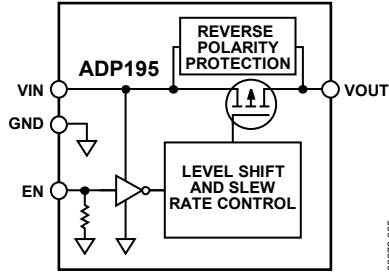 REVERSE
POLARITY
PROTECTION
ADP195
VIN
VOUT
GND
EN
LEVEL SHIFT
AND SLEW
RATE CONTROL